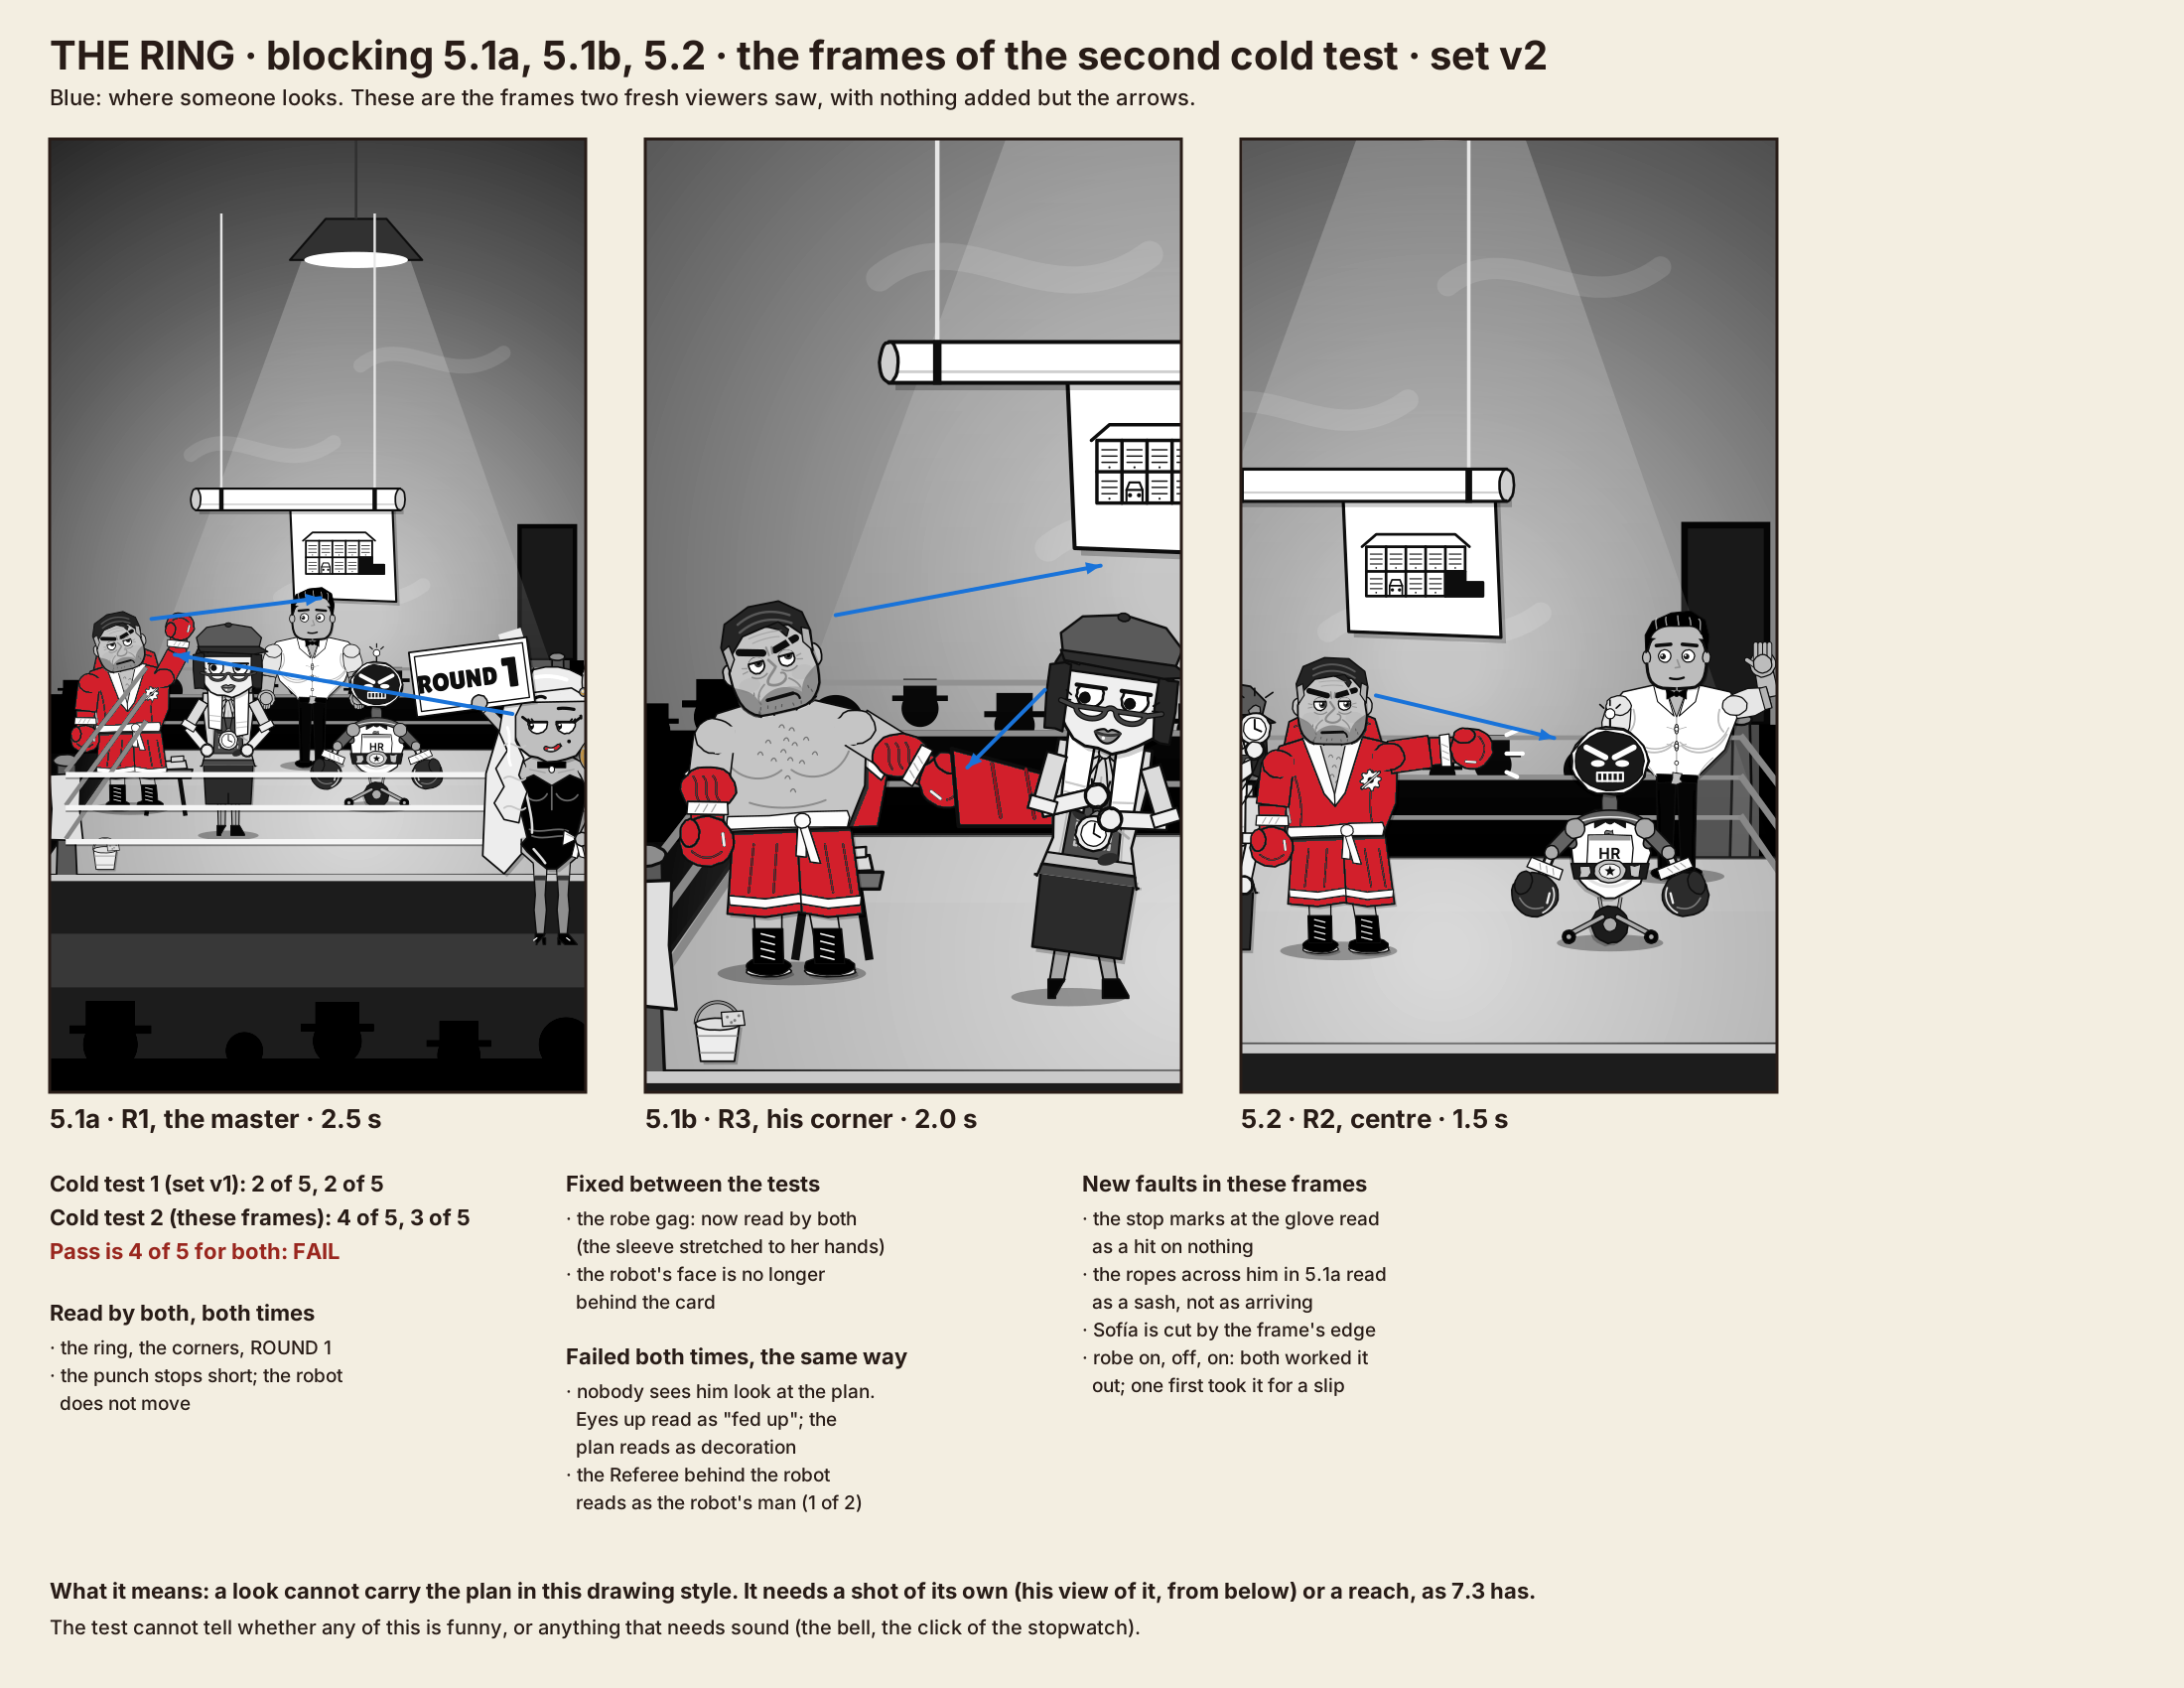 THE RING · blocking 5.1a, 5.1b, 5.2 · the frames of the second cold test · set v2
Blue: where someone looks. These are the frames two fresh viewers saw, with nothing added but the arrows.
ROUND 1
HR
HR
5.1a · R1, the master · 2.5 s
5.1b · R3, his corner · 2.0 s
5.2 · R2, centre · 1.5 s
Cold test 1 (set v1): 2 of 5, 2 of 5
Cold test 2 (these frames): 4 of 5, 3 of 5
Pass is 4 of 5 for both: FAIL
Read by both, both times
· the ring, the corners, ROUND 1
· the punch stops short; the robot
does not move
Fixed between the tests
· the robe gag: now read by both
(the sleeve stretched to her hands)
· the robot's face is no longer
behind the card
Failed both times, the same way
· nobody sees him look at the plan.
Eyes up read as "fed up"; the
plan reads as decoration
· the Referee behind the robot
reads as the robot's man (1 of 2)
New faults in these frames
· the stop marks at the glove read
as a hit on nothing
· the ropes across him in 5.1a read
as a sash, not as arriving
· Sofía is cut by the frame's edge
· robe on, off, on: both worked it
out; one first took it for a slip
What it means: a look cannot carry the plan in this drawing style. It needs a shot of its own (his view of it, from below) or a reach, as 7.3 has.
The test cannot tell whether any of this is funny, or anything that needs sound (the bell, the click of the stopwatch).